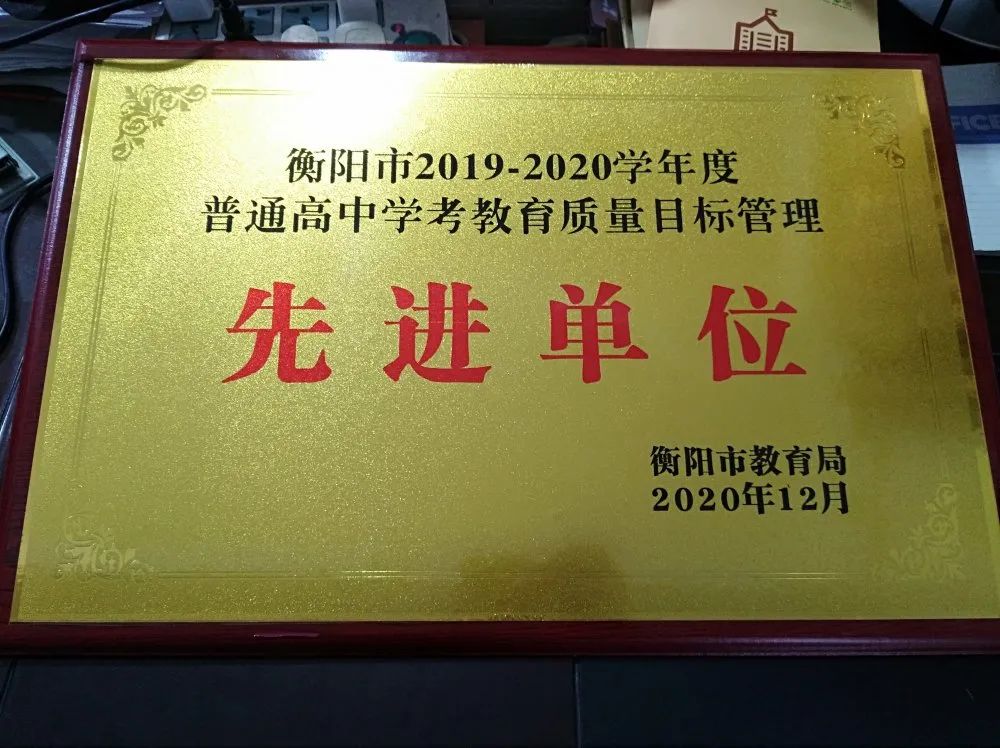 衡阳市2019-2020学年度
普通高中学考教育质量目标管理
先进单位
衡阳市教育局
2020年12月